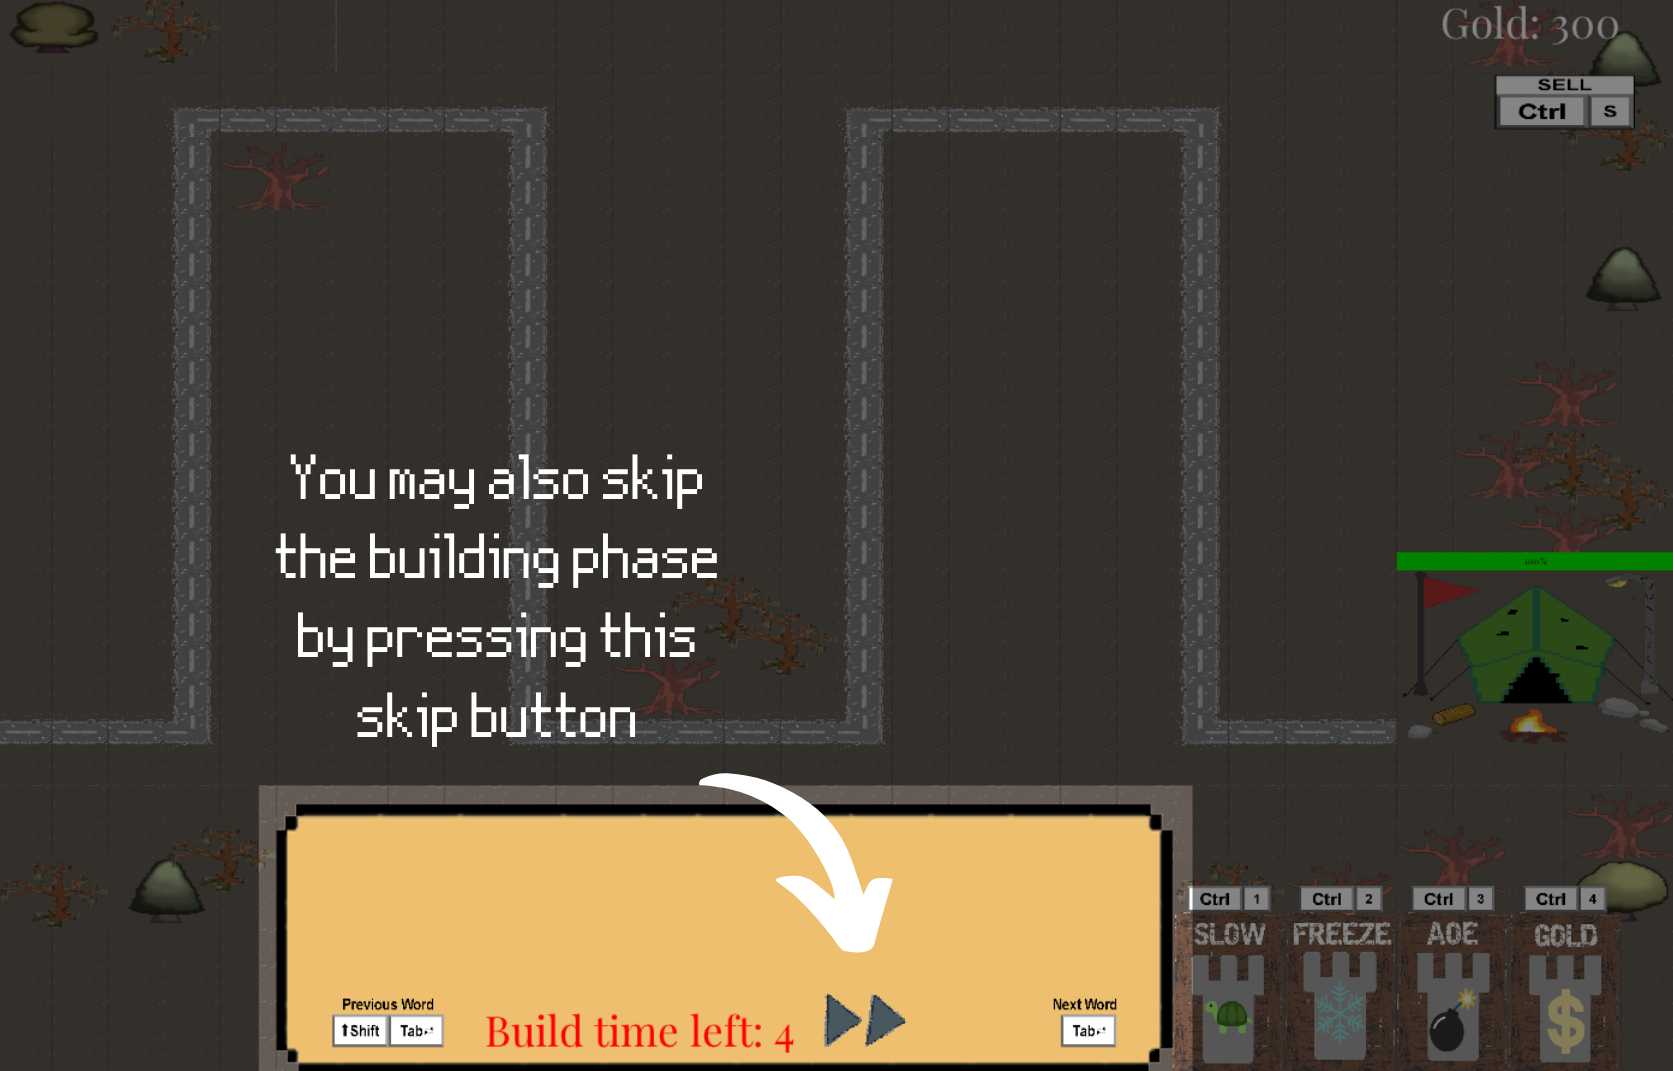 Gold: 300
SELL
Ctrl S
You may also skip
the building phase
by pressing this
skip button
100%
Ctrl 1
Ctrl 2
Ctrl 3
Ctrl 4
SLOW
FREEZE
AOE
GOLD
Previous Word
⬆Shift Tab
Build time left: 4
Next Word
Tab
$